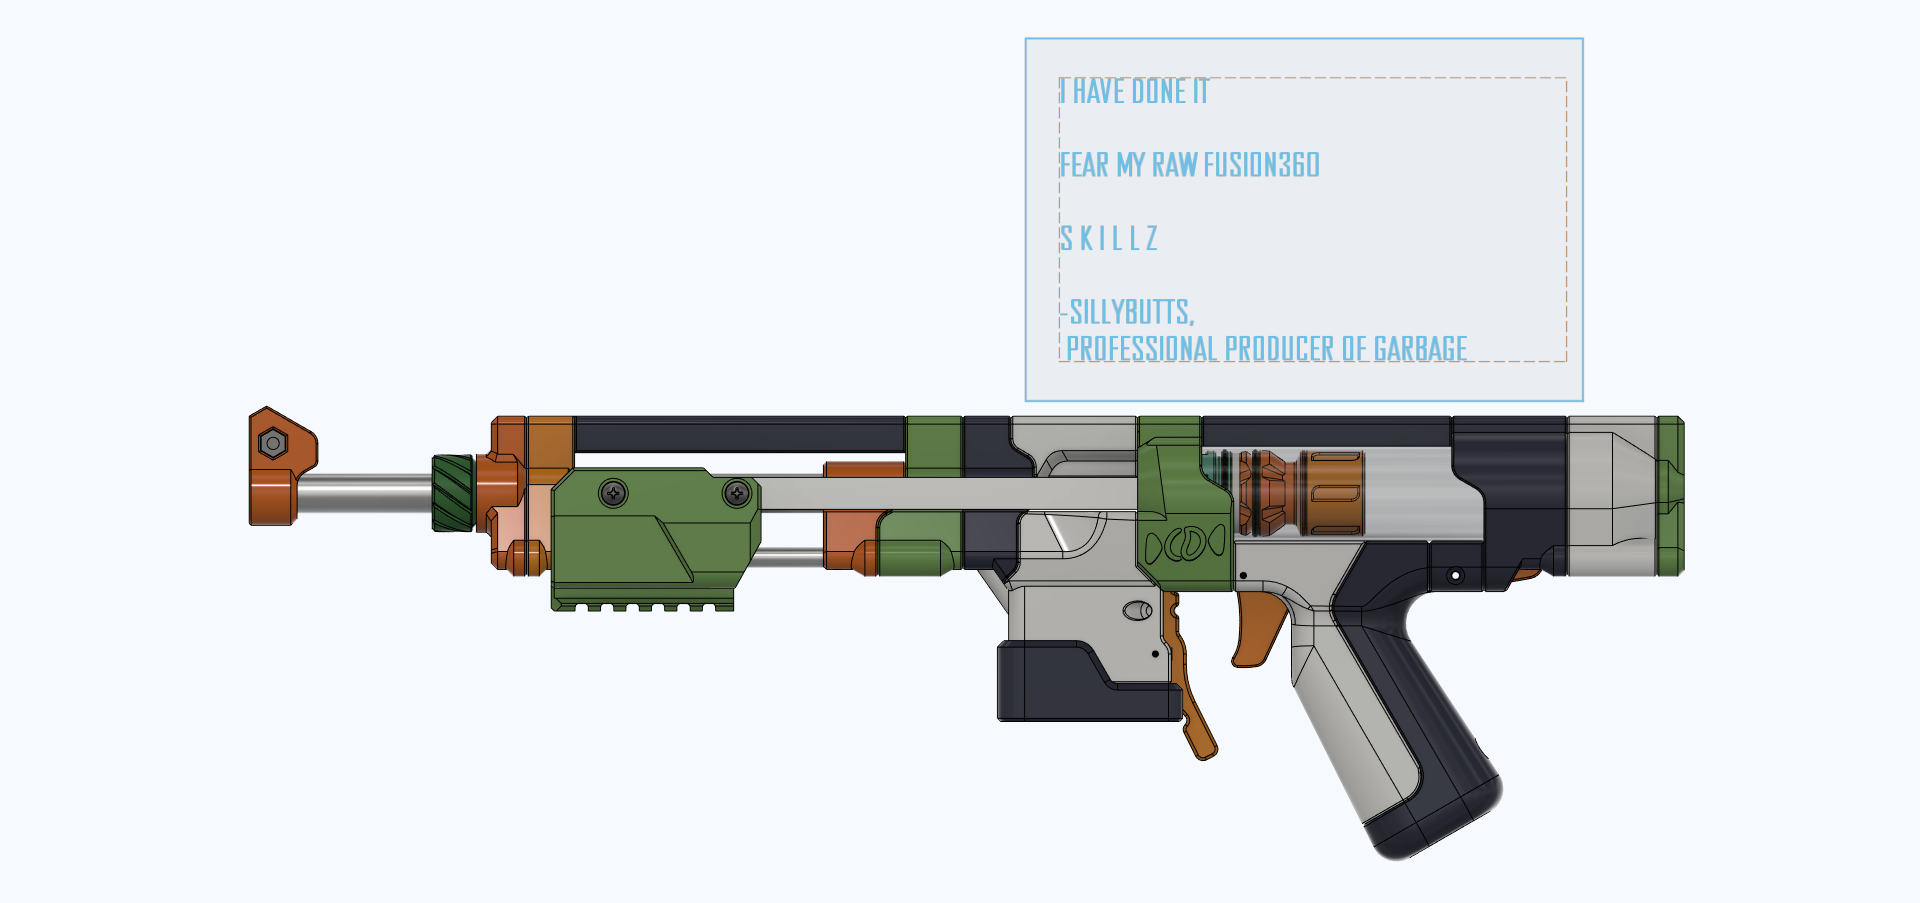 I HAVE DONE IT
FEAR MY RAW FUSION360
S K I L L Z
-SILLYBUTTS,
PROFESSIONAL PRODUCER OF GARBAGE